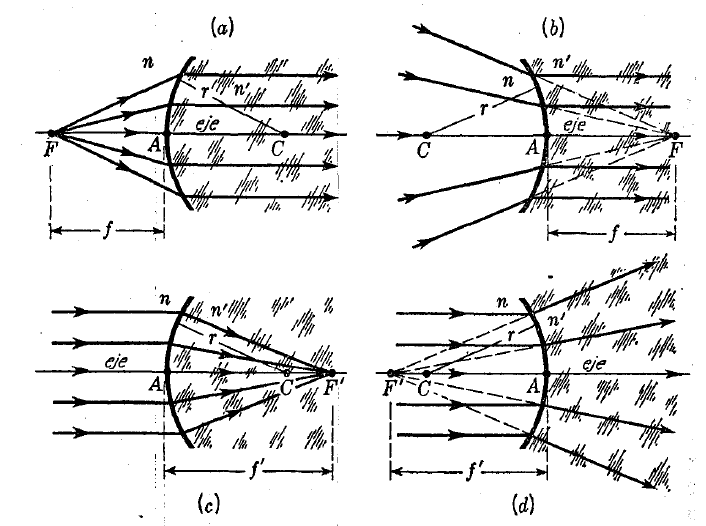 (a)
n
r n'
F A eje C
f
(b)
n'
n
r
C A eje F
f
n n'
r
eje
A C F'
f'
(c)
n
n'
r
eje
F' C A
f'
(d)